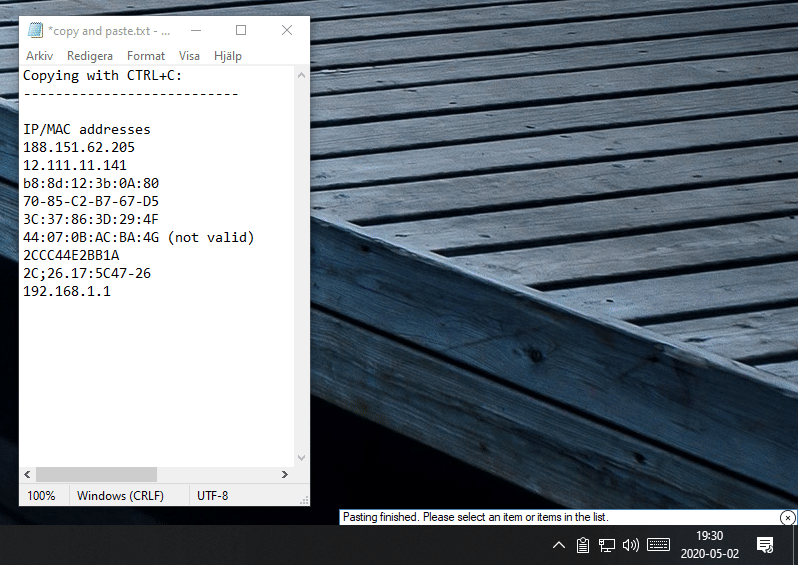 *copy and paste.txt - ...
Arkiv Redigera Format Visa Hjälp
Copying with CTRL+C:
---------------------------
IP/MAC addresses
188.151.62.205
12.111.11.141
b8:8d:12:3b:0A:80
70-85-C2-B7-67-D5
3C:37:86:3D:29:4F
44:07:0B:AC:BA:4G (not valid)
2CCC44E2BB1A
2C;26.17:5C47-26
192.168.1.1
100% Windows (CRLF) UTF-8
Pasting finished. Please select an item or items in the list.
19:30
2020-05-02